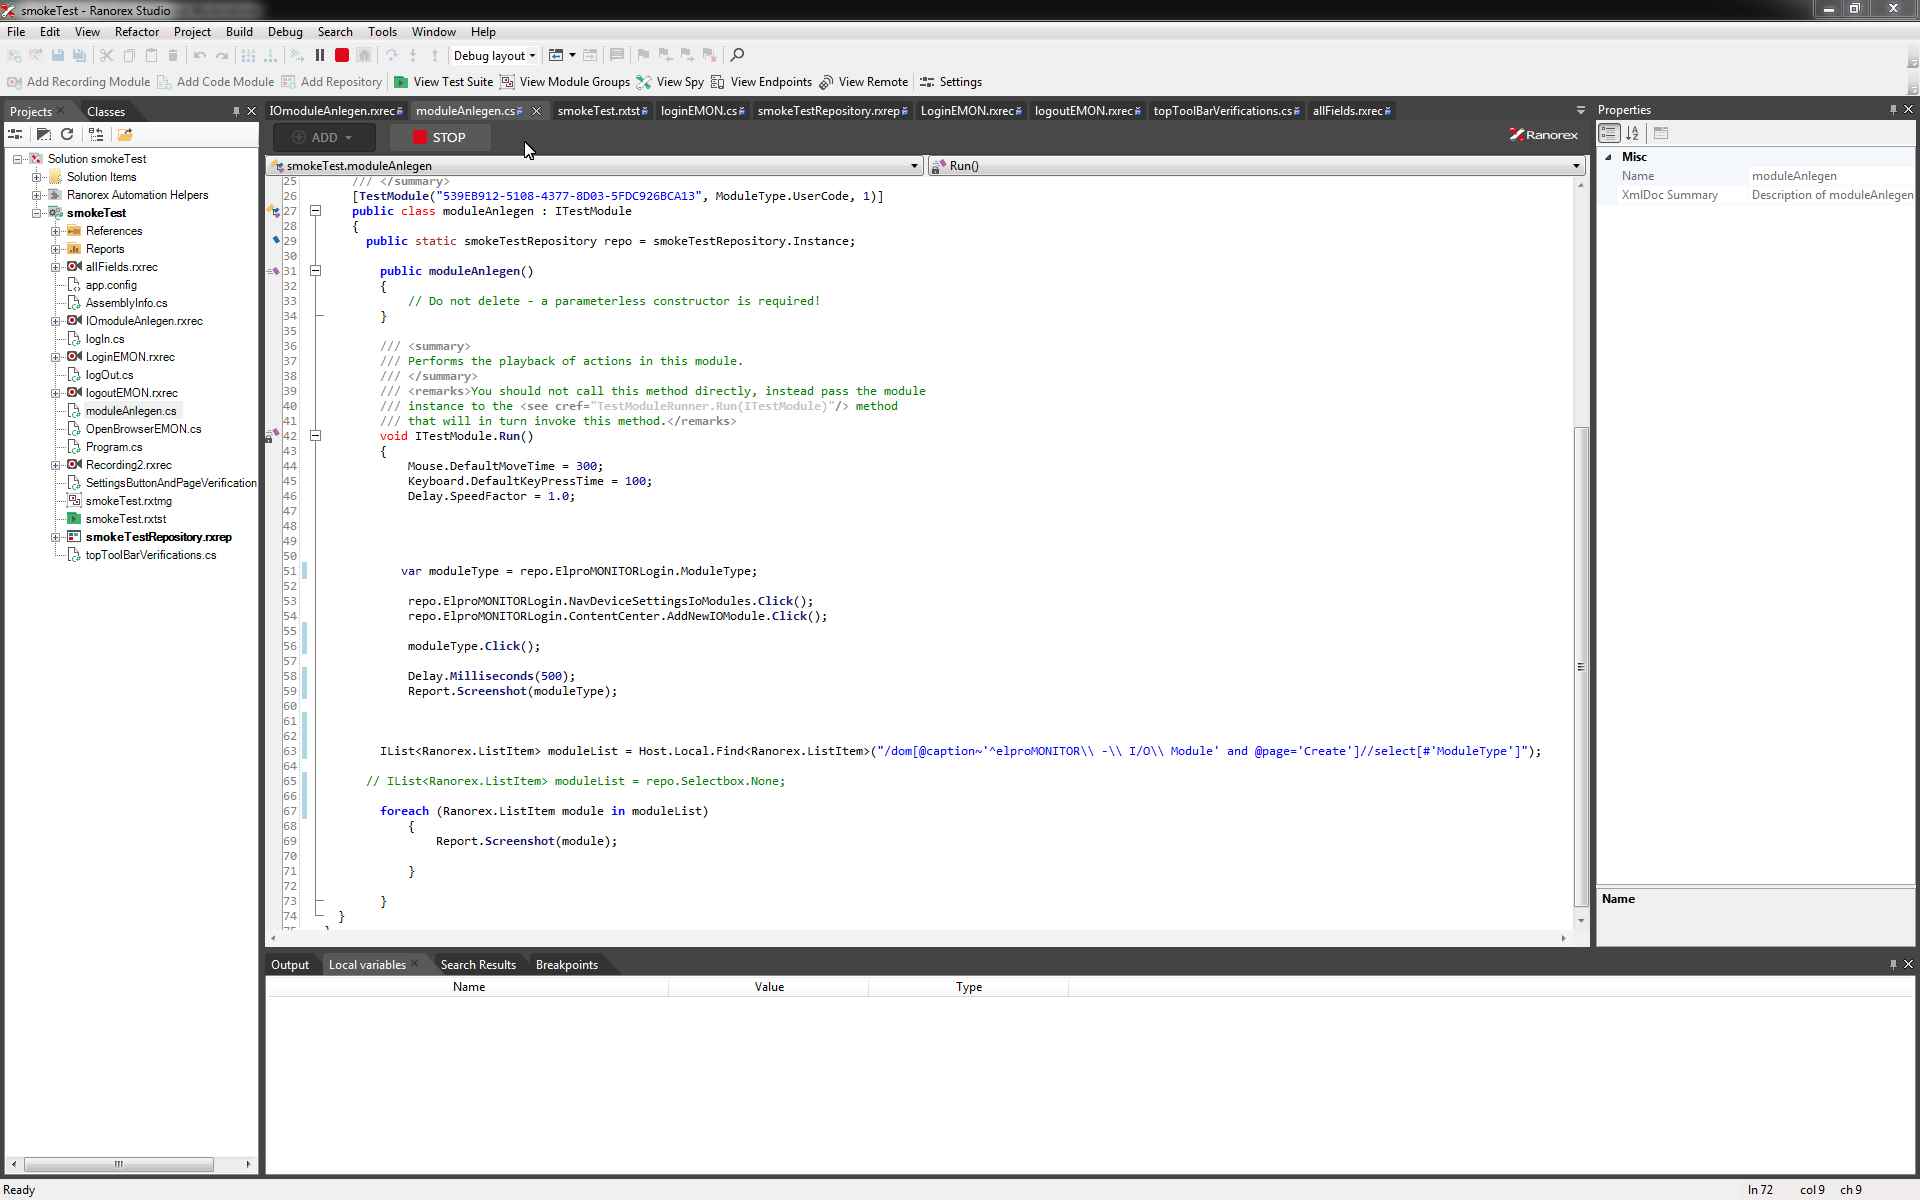 smokeTest - Ranorex Studio
File Edit View Refactor Project Build Debug Search Tools Window Help
Debug layout
Add Recording Module Add Code Module Add Repository View Test Suite View Module Groups View Spy View Endpoints View Remote Settings
Projects Classes
IOmoduleAnlegen.rxrec moduleAnlegen.cs smokeTest.rxtst loginEMON.cs smokeTestRepository.rxrep LoginEMON.rxrec logoutEMON.rxrec topToolBarVerifications.cs allFields.rxrec
ADD STOP
Ranorex
smokeTest.moduleAnlegen Run()
Solution smokeTest
Solution Items
Ranorex Automation Helpers
smokeTest
References
Reports
allFields.rxrec
app.config
AssemblyInfo.cs
IOmoduleAnlegen.rxrec
logIn.cs
LoginEMON.rxrec
logOut.cs
logoutEMON.rxrec
moduleAnlegen.cs
OpenBrowserEMON.cs
Program.cs
Recording2.rxrec
SettingsButtonAndPageVerification
smokeTest.rxtmg
smokeTest.rxtst
smokeTestRepository.rxrep
topToolBarVerifications.cs
25 /// </summary>
26 [TestModule("539EB912-5108-4377-8D03-5FDC926BCA13", ModuleType.UserCode, 1)]
27 public class moduleAnlegen : ITestModule
28 {
29 public static smokeTestRepository repo = smokeTestRepository.Instance;
30
31 public moduleAnlegen()
32 {
33 // Do not delete - a parameterless constructor is required!
34 }
35
36 /// <summary>
37 /// Performs the playback of actions in this module.
38 /// </summary>
39 /// <remarks>You should not call this method directly, instead pass the module
40 /// instance to the <see cref="TestModuleRunner.Run(ITestModule)"/> method
41 /// that will in turn invoke this method.</remarks>
42 void ITestModule.Run()
43 {
44 Mouse.DefaultMoveTime = 300;
45 Keyboard.DefaultKeyPressTime = 100;
46 Delay.SpeedFactor = 1.0;
47
48
49
50
51 var moduleType = repo.ElproMONITORLogin.ModuleType;
52
53 repo.ElproMONITORLogin.NavDeviceSettingsIoModules.Click();
54 repo.ElproMONITORLogin.ContentCenter.AddNewIOModule.Click();
55
56 moduleType.Click();
57
58 Delay.Milliseconds(500);
59 Report.Screenshot(moduleType);
60
61
62
63 IList<Ranorex.ListItem> moduleList = Host.Local.Find<Ranorex.ListItem>("/dom[@caption~'^elproMONITOR\\ -\\ I/O\\ Module' and @page='Create']//select[#'ModuleType']");
64
65 // IList<Ranorex.ListItem> moduleList = repo.Selectbox.None;
66
67 foreach (Ranorex.ListItem module in moduleList)
68 {
69 Report.Screenshot(module);
70
71 }
72
73 }
74 }
75 }
Properties
Misc
Name moduleAnlegen
XmlDoc Summary Description of moduleAnlegen
Name
Output Local variables Search Results Breakpoints
Name Value Type
Ready
ln 72 col 9 ch 9